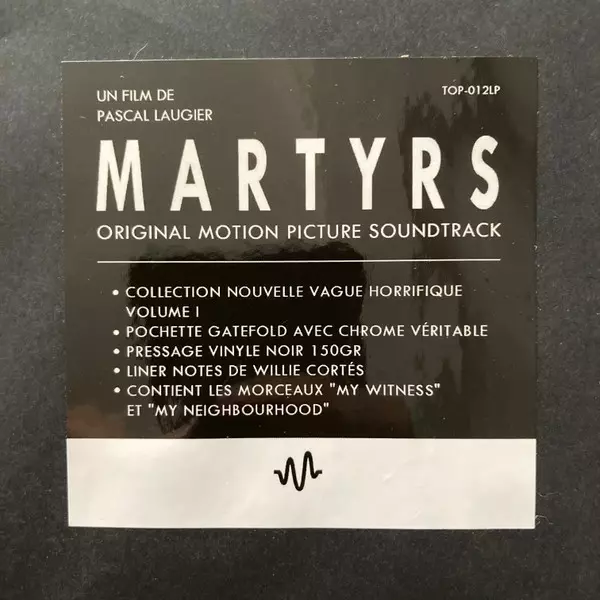 UN FILM DE
PASCAL LAUGIER
TOP-012LP
MARTYRS
ORIGINAL MOTION PICTURE SOUNDTRACK
• COLLECTION NOUVELLE VAGUE HORRIFIQUE
VOLUME I
• POCHETTE GATEFOLD AVEC CHROME VÉRITABLE
• PRESSAGE VINYLE NOIR 150GR
• LINER NOTES DE WILLIE CORTÉS
• CONTIENT LES MORCEAUX "MY WITNESS"
ET "MY NEIGHBOURHOOD"